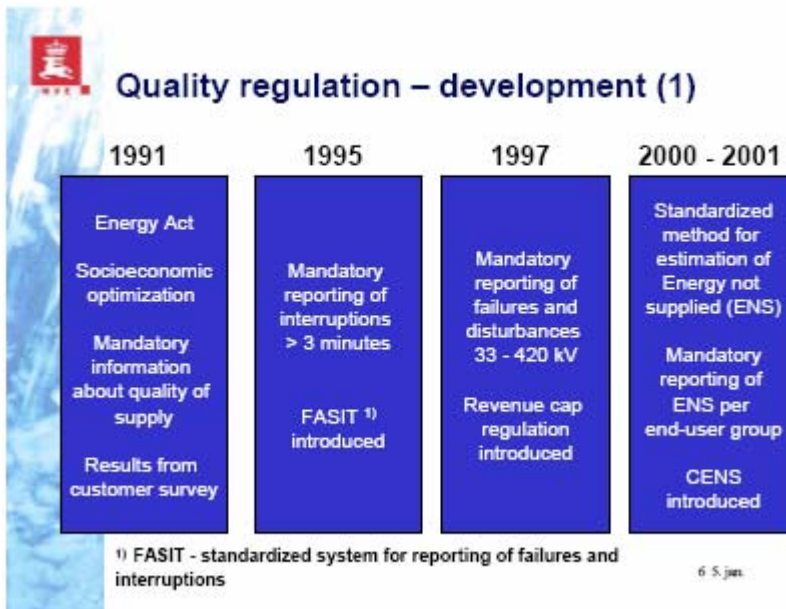 NVE
Quality regulation – development (1)
1991
Energy Act
Socioeconomic
optimization
Mandatory
information
about quality of
supply
Results from
customer survey
1995
Mandatory
reporting of
interruptions
> 3 minutes
FASIT 1)
introduced
1997
Mandatory
reporting of
failures and
disturbances
33 - 420 kV
Revenue cap
regulation
introduced
2000 - 2001
Standardized
method for
estimation of
Energy not
supplied (ENS)
Mandatory
reporting of
ENS per
end-user group
CENS
introduced
1) FASIT - standardized system for reporting of failures and
interruptions
6 5. jan.